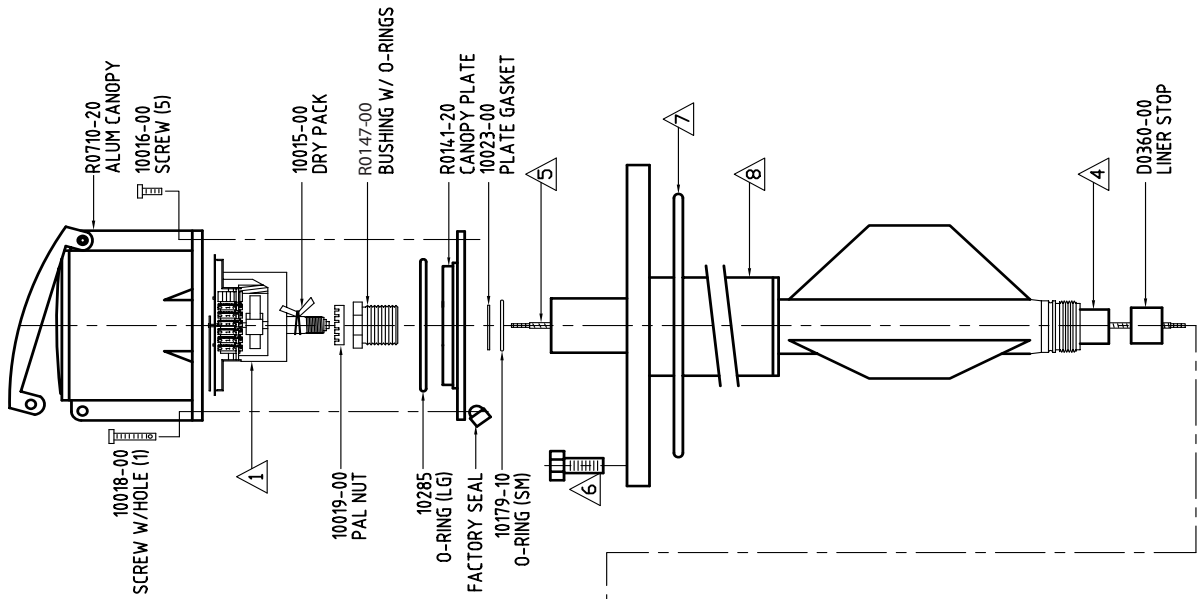 R0710-20
ALUM CANOPY
10016-00
SCREW (5)
10015-00
DRY PACK
R0147-00
BUSHING W/ O-RINGS
R0141-20
CANOPY PLATE
10023-00
PLATE GASKET
5
7
8
4
D0360-00
LINER STOP
10018-00
SCREW W/HOLE (1)
1
10019-00
PAL NUT
10285
O-RING (LG)
FACTORY SEAL
10179-10
O-RING (SM)
6